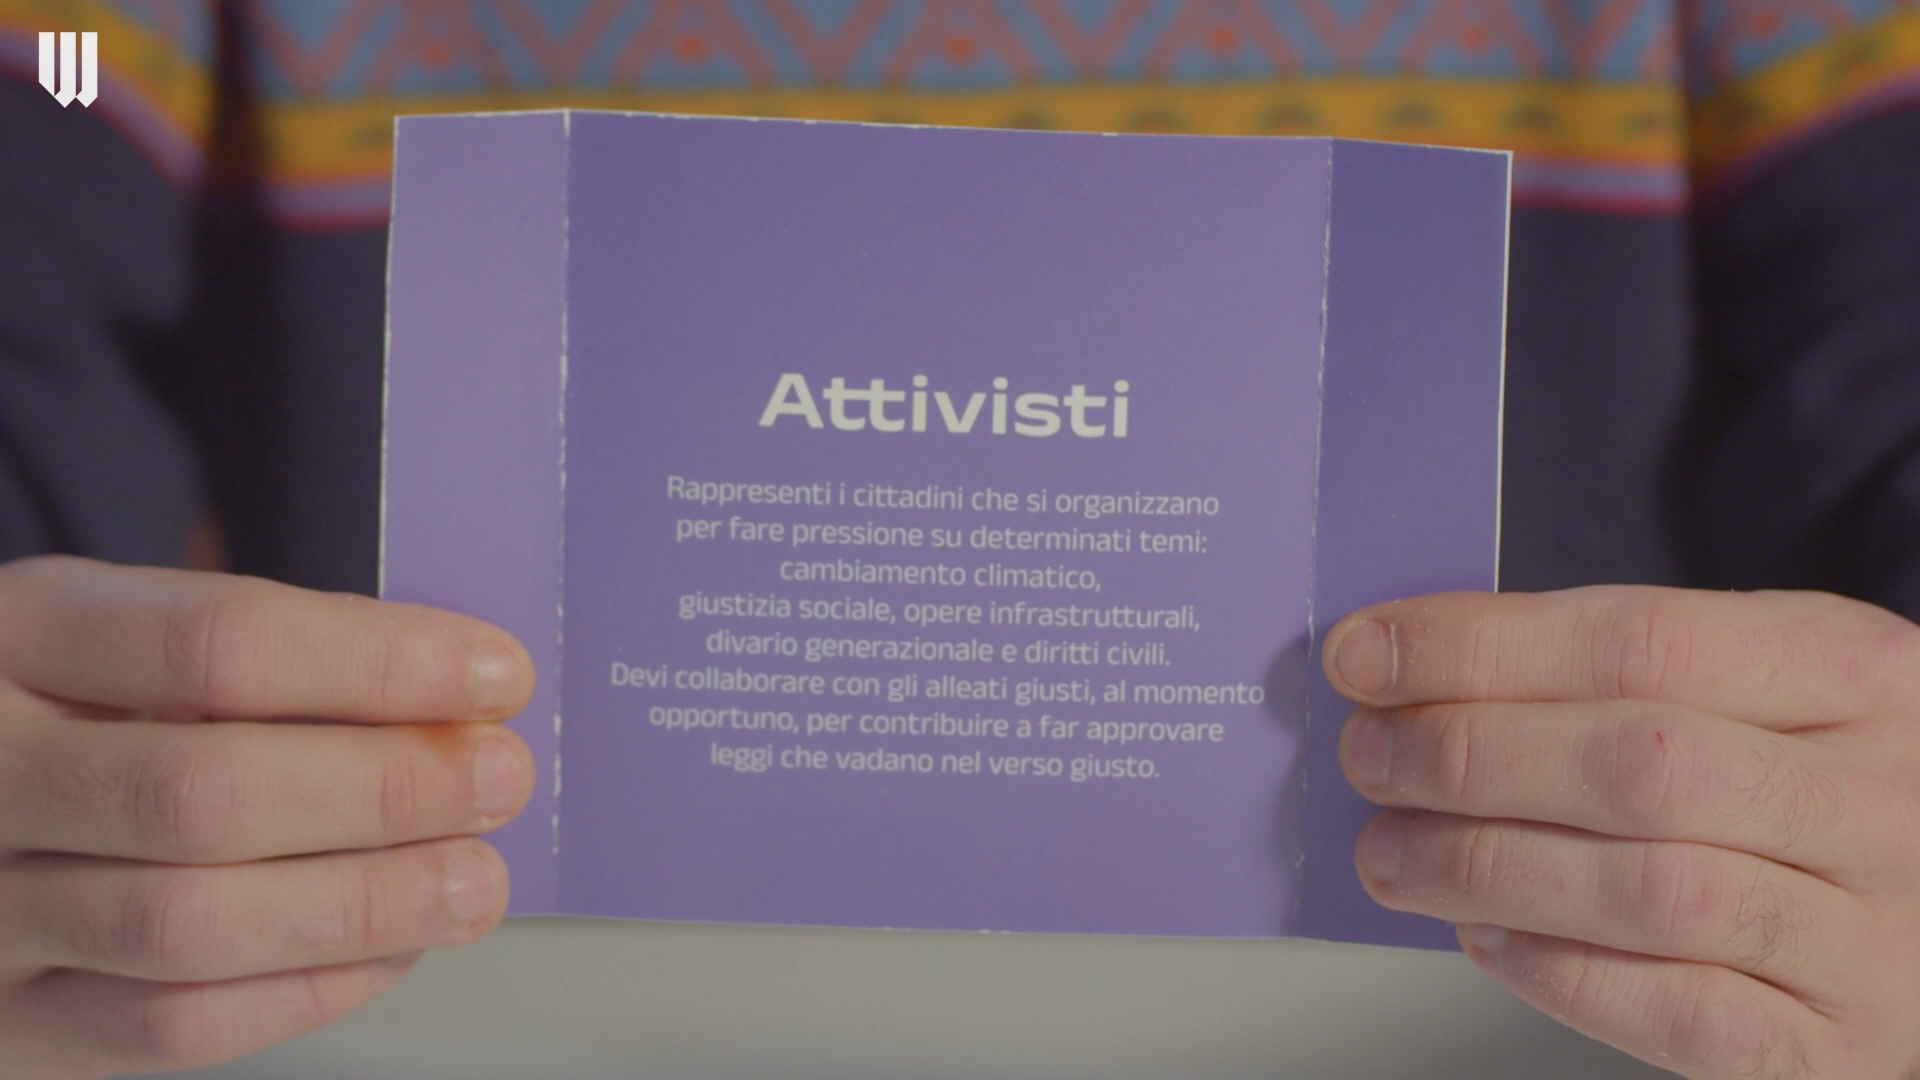 Attivisti
Rappresenti i cittadini che si organizzano
per fare pressione su determinati temi:
cambiamento climatico,
giustizia sociale, opere infrastrutturali,
divario generazionale e diritti civili.
Devi collaborare con gli alleati giusti, al momento
opportuno, per contribuire a far approvare
leggi che vadano nel verso giusto.